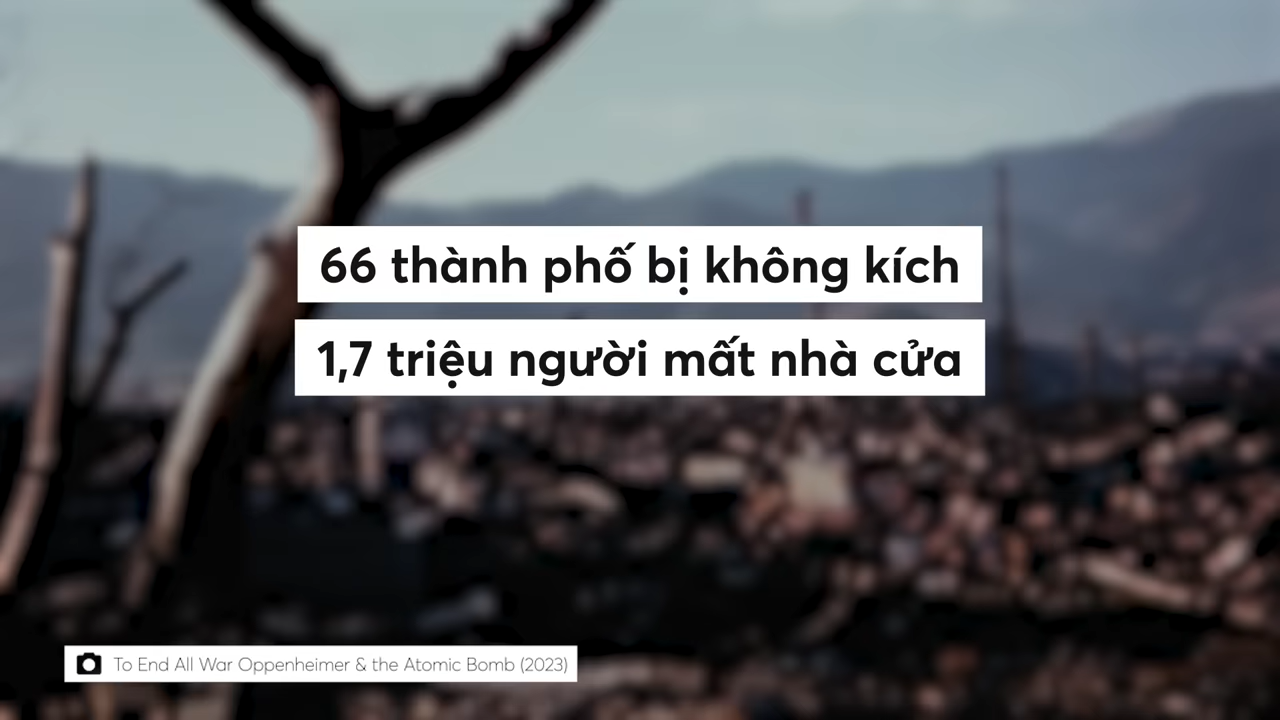 66 thành phố bị không kích
1,7 triệu người mất nhà cửa
To End All War Oppenheimer & the Atomic Bomb (2023)